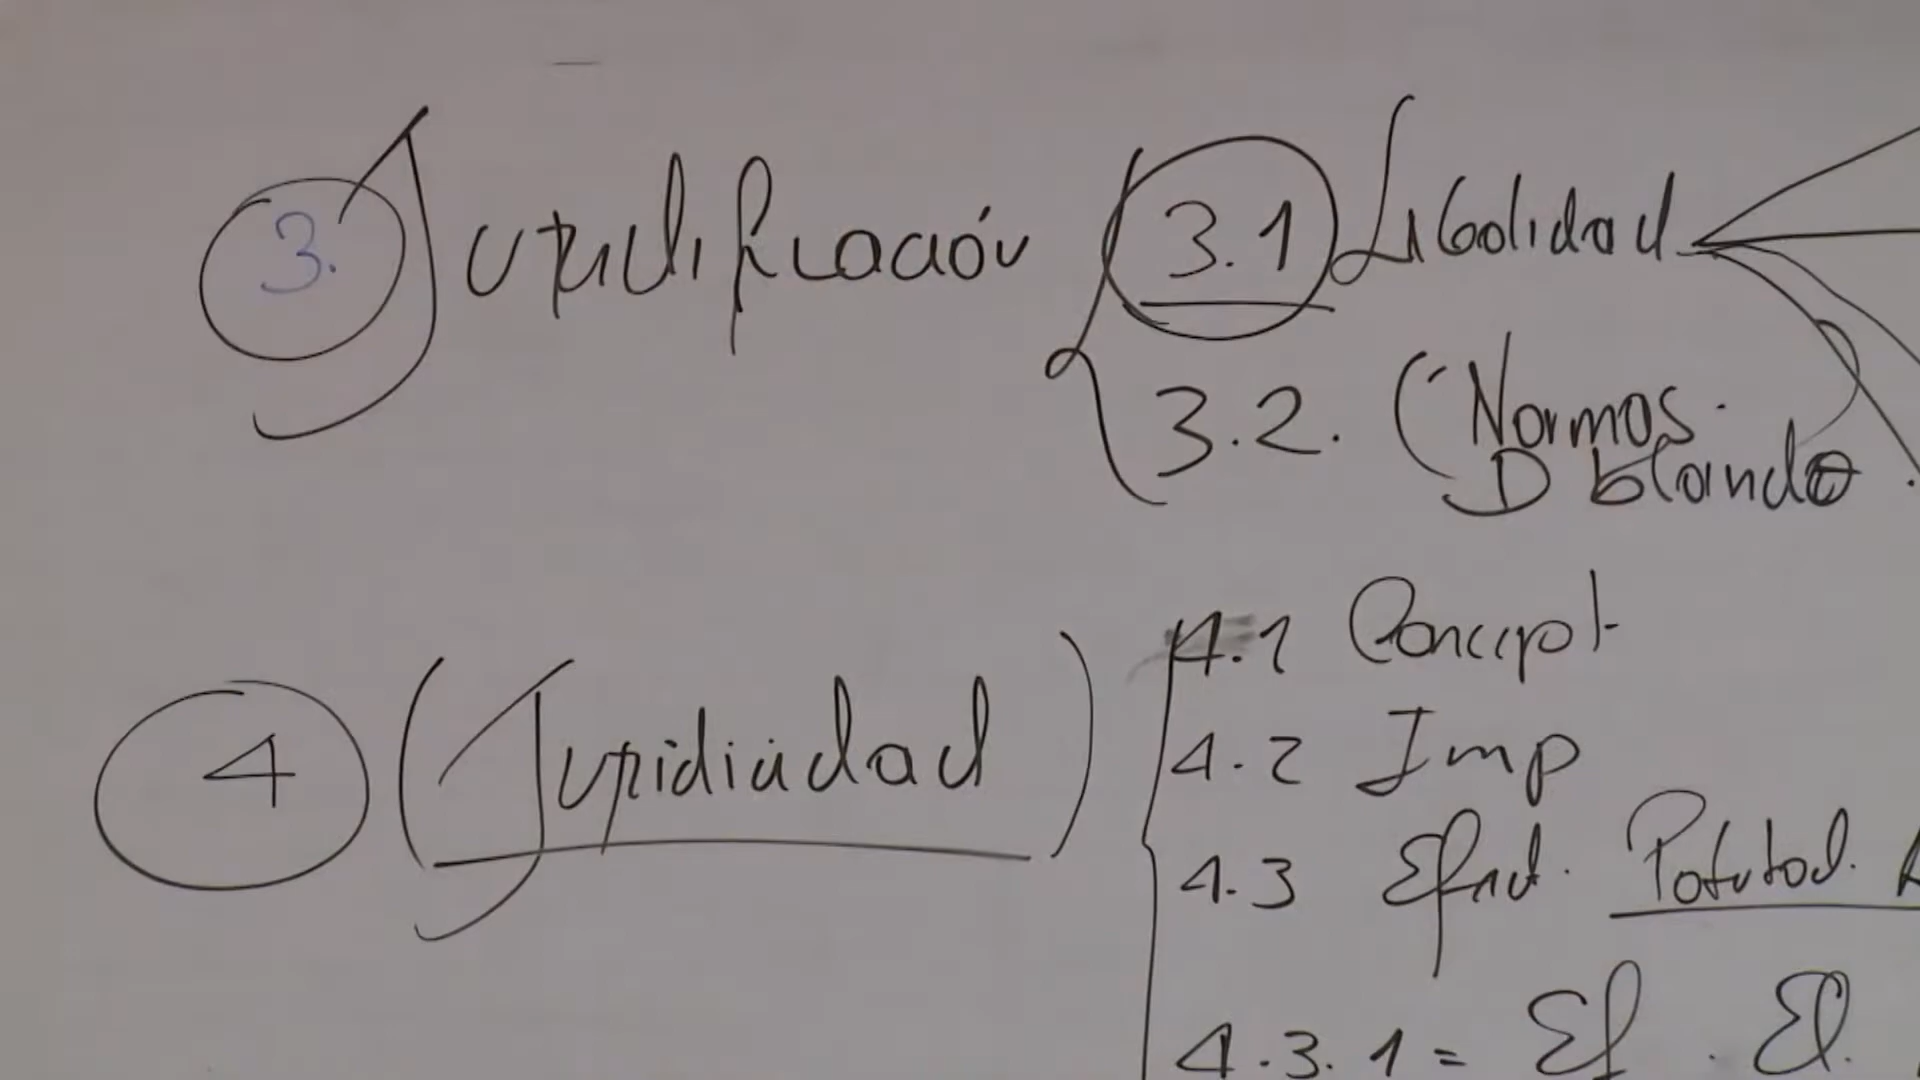 3. Juridificación
3.1 Legalidad
3.2. (Normas.
D blando
4 (Juridicidad)
4.1 Concept
4.2 Imp
4.3 Efect. Potestad.
4.3.1 = Ef. El.